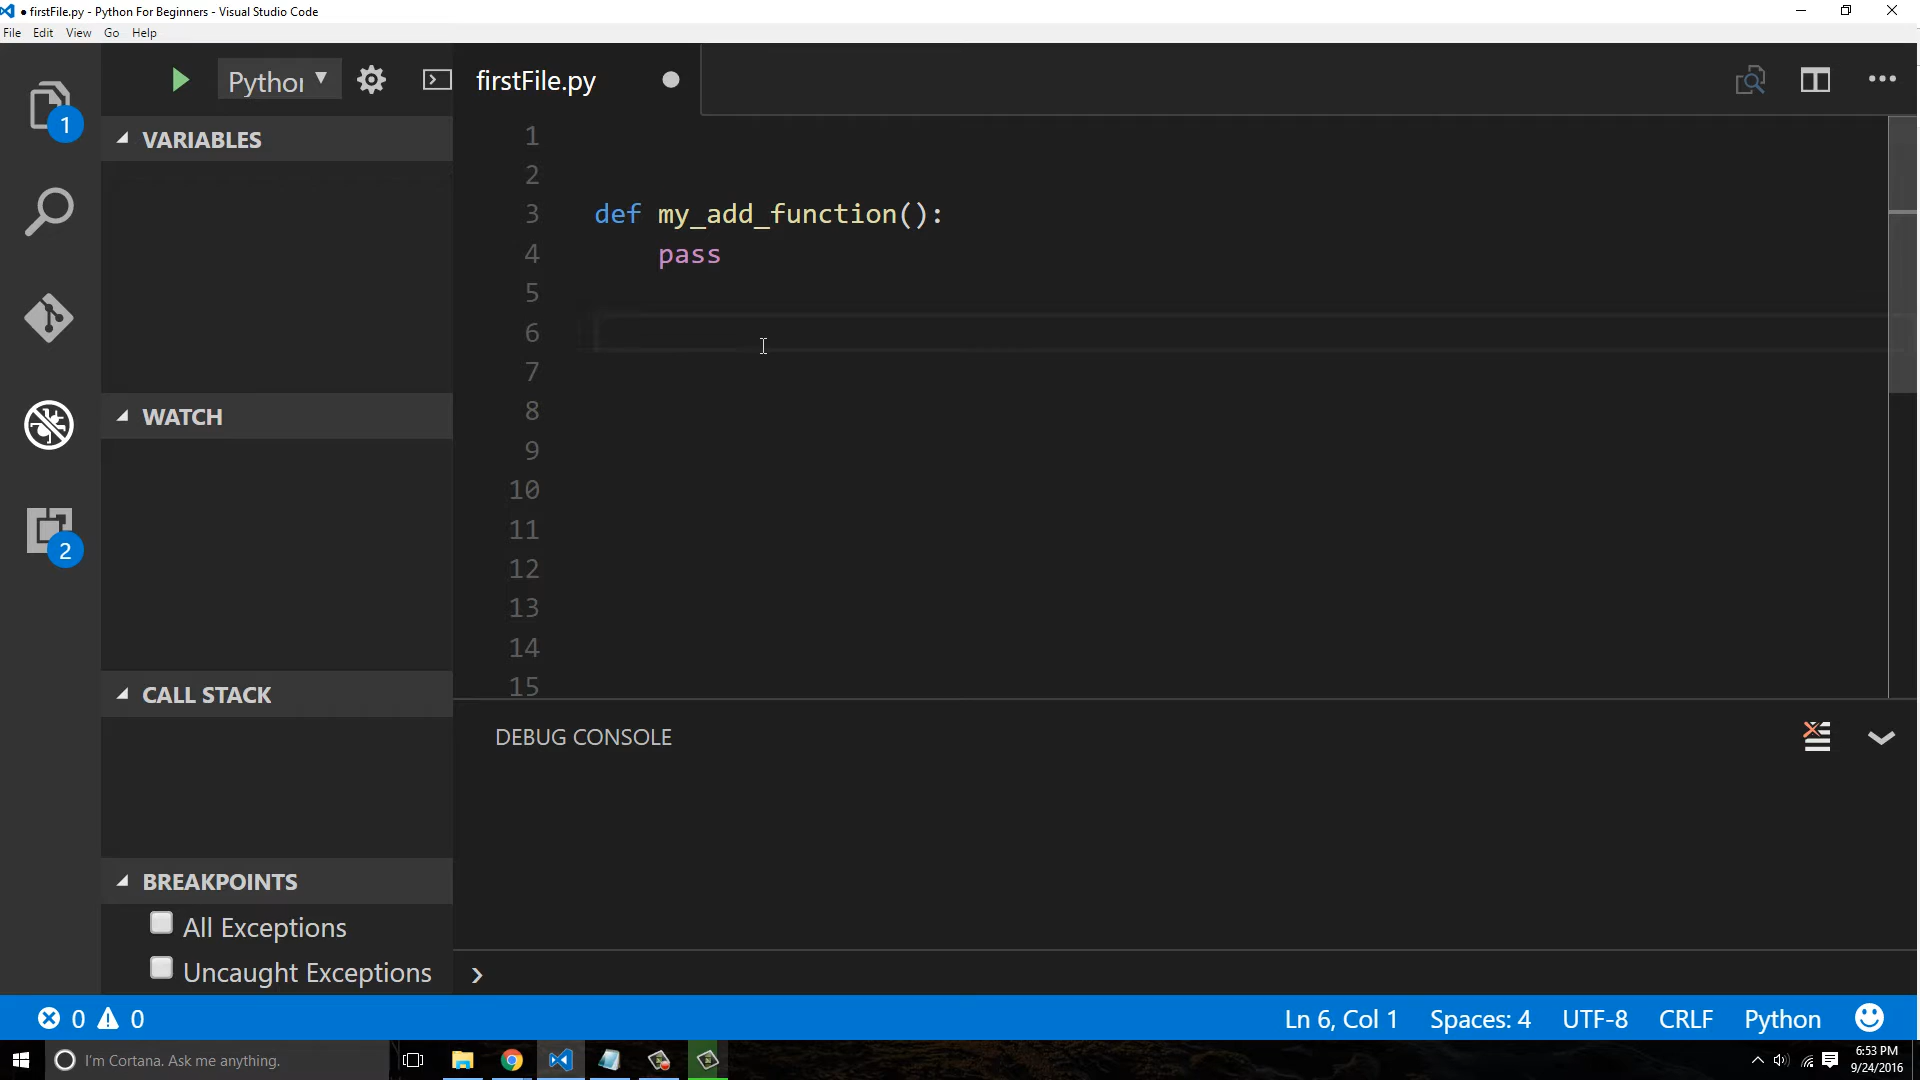 ● firstFile.py - Python For Beginners - Visual Studio Code
File Edit View Go Help
Pythor
firstFile.py
1
VARIABLES
1
2
3 def my_add_function():
4 pass
5
6
7
WATCH
8
9
10
11
2
12
13
14
15
CALL STACK
DEBUG CONSOLE
BREAKPOINTS
All Exceptions
Uncaught Exceptions
0 0
Ln 6, Col 1 Spaces: 4 UTF-8 CRLF Python
I'm Cortana. Ask me anything.
6:53 PM
9/24/2016